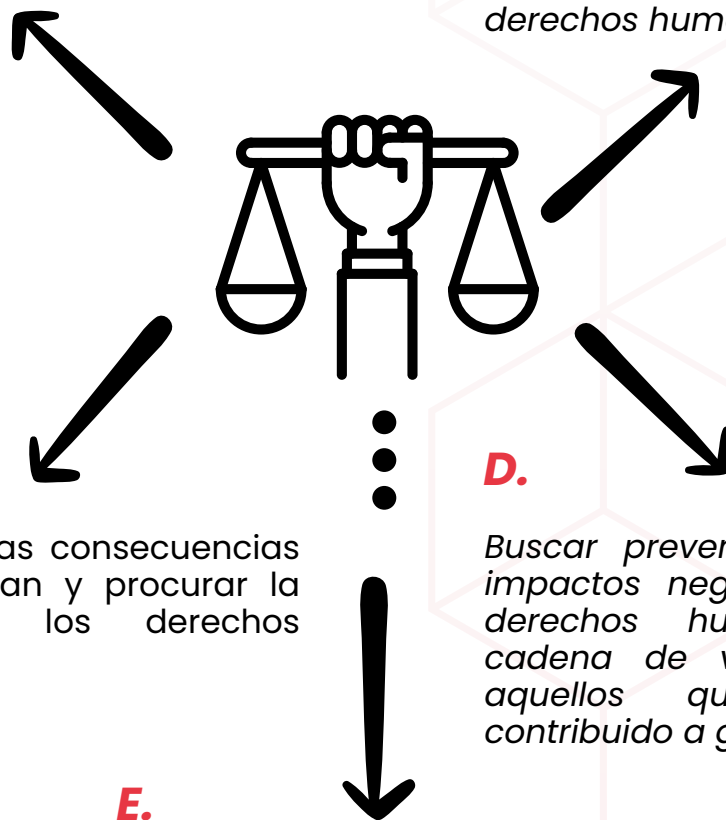 derechos hum
D.
as consecuencias
an y procurar la
los derechos
Buscar prever
impactos neg
derechos hu
cadena de v
aquellos qu
contribuido a g
E.